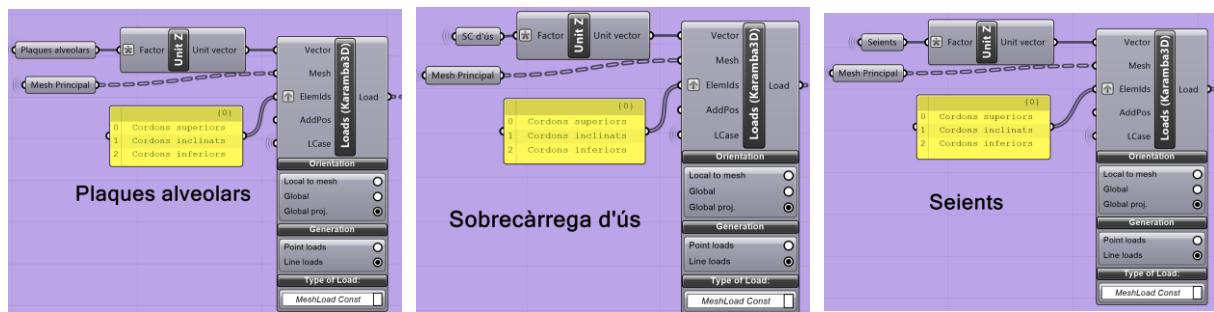 Plaques alveolars
Factor
Unit Z
Unit vector
Mesh Principal
{0}
0 Cordons superiors
1 Cordons inclinats
2 Cordons inferiors
Vector
Mesh
ElemIds
AddPos
LCase
Loads (Karamba3D)
Load
Orientation
Local to mesh
Global
Global proj.
Generation
Point loads
Line loads
Type of Load:
MeshLoad Const
Plaques alveolars
SC d'ús
Factor
Unit Z
Unit vector
Mesh Principal
{0}
0 Cordons superiors
1 Cordons inclinats
2 Cordons inferiors
Vector
Mesh
ElemIds
AddPos
LCase
Loads (Karamba3D)
Load
Orientation
Local to mesh
Global
Global proj.
Generation
Point loads
Line loads
Type of Load:
MeshLoad Const
Sobrecàrrega d'ús
Seients
Factor
Unit Z
Unit vector
Mesh Principal
{0}
0 Cordons superiors
1 Cordons inclinats
2 Cordons inferiors
Vector
Mesh
ElemIds
AddPos
LCase
Loads (Karamba3D)
Load
Orientation
Local to mesh
Global
Global proj.
Generation
Point loads
Line loads
Type of Load:
MeshLoad Const
Seients